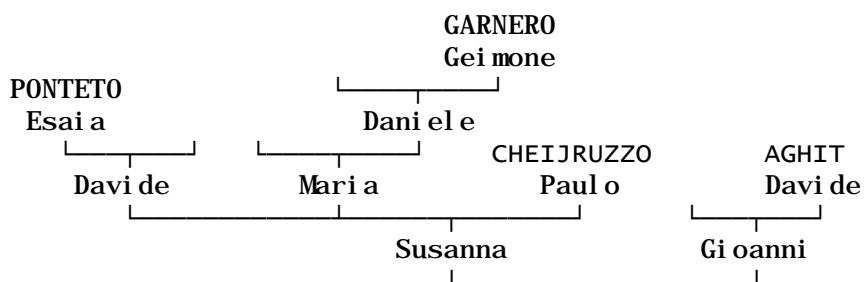 GARNERO
Geimone
PONTETO
Esaia Daniele
CHEIJRUZZO AGHIT
Davide Maria Paulo Davide
Susanna Gioanni